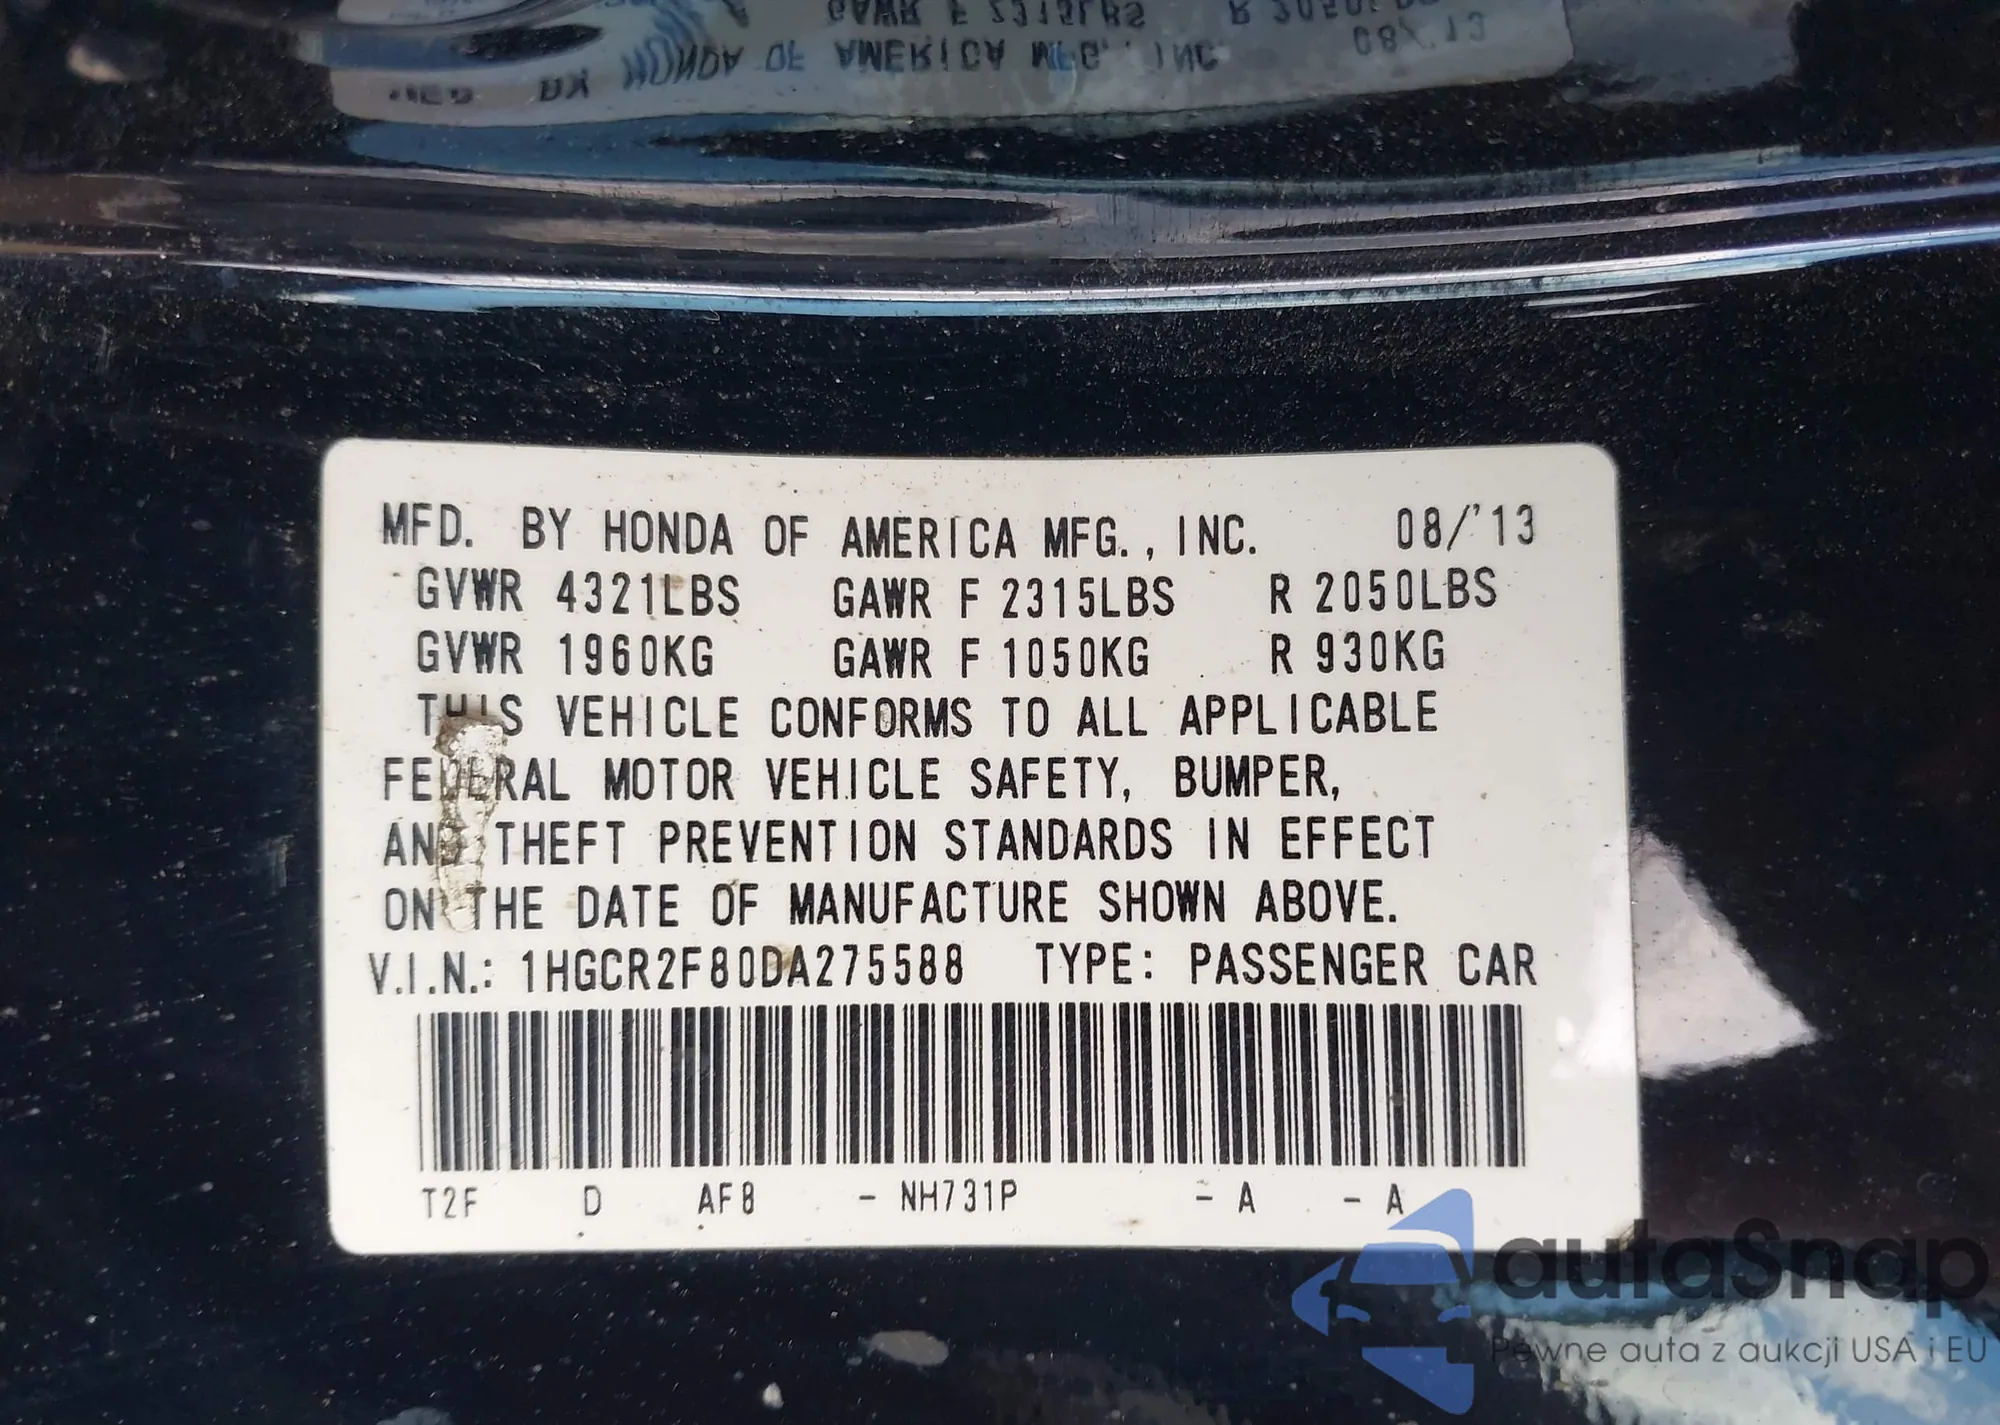 MFD. BY HONDA OF AMERICA MFG., INC. 08/'13
GVWR 4321LBS GAWR F 2315LBS R 2050LBS
GVWR 1960KG GAWR F 1050KG R 930KG
THIS VEHICLE CONFORMS TO ALL APPLICABLE
FEDERAL MOTOR VEHICLE SAFETY, BUMPER,
AND THEFT PREVENTION STANDARDS IN EFFECT
ON THE DATE OF MANUFACTURE SHOWN ABOVE.
V.I.N.: 1HGCR2F80DA275588 TYPE: PASSENGER CAR
T2F D AF8 - NH731P - A - A
autaSnap
Pewne auta z aukcji USA i EU